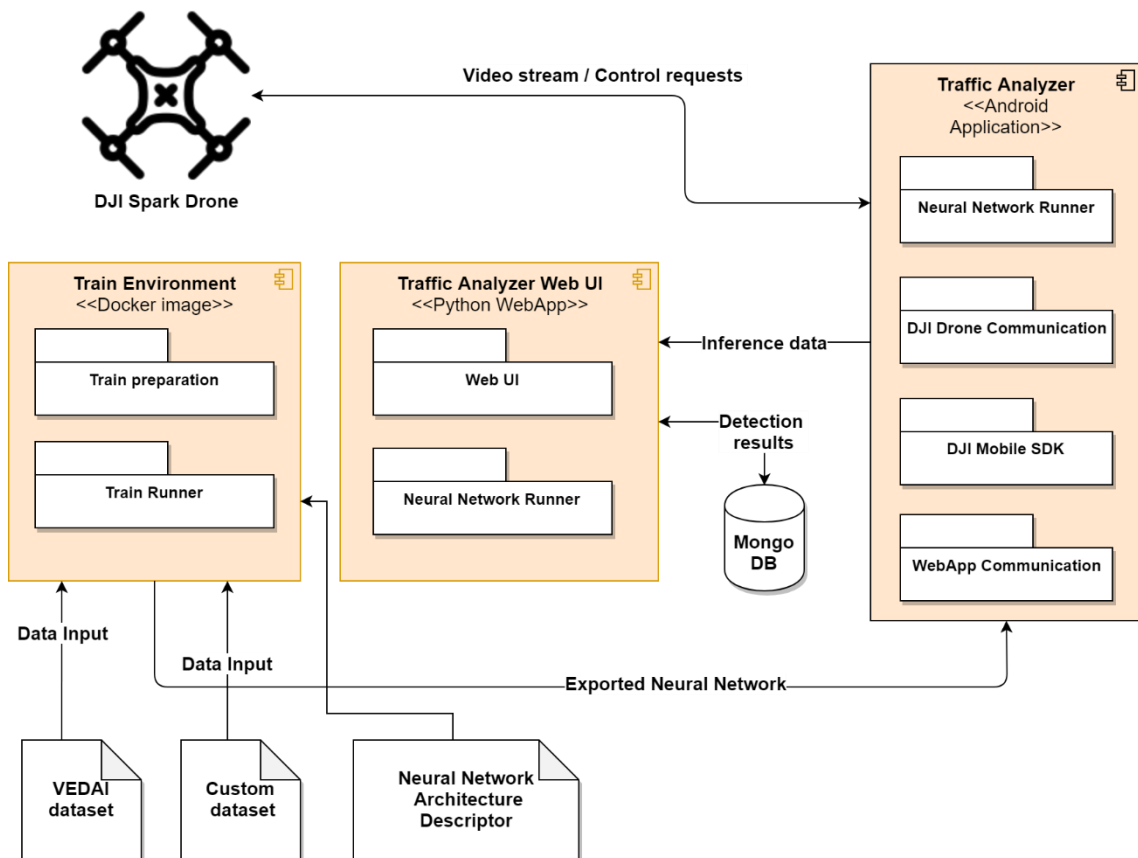 Video stream / Control requests
DJI Spark Drone
Traffic Analyzer
<<Android
Application>>
Neural Network Runner
DJI Drone Communication
DJI Mobile SDK
WebApp Communication
Train Environment
<<Docker image>>
Train preparation
Train Runner
Traffic Analyzer Web UI
<<Python WebApp>>
Web UI
Neural Network Runner
Inference data
Detection
results
Mongo
DB
Data Input
Data Input
Exported Neural Network
VEDAI
dataset
Custom
dataset
Neural Network
Architecture
Descriptor